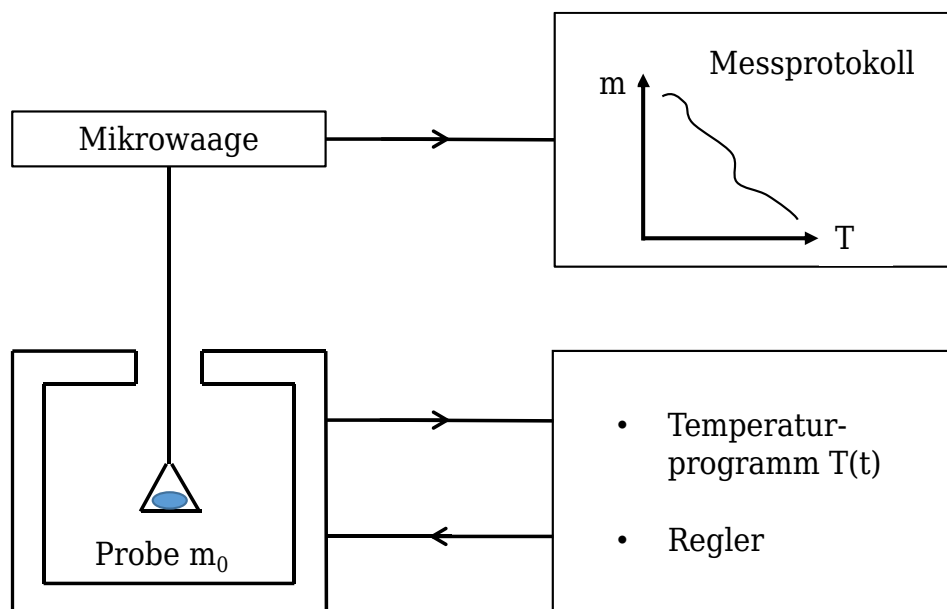 Messprotokoll
m
Mikrowaage
T
• Temperatur-
programm T(t)
Probe m₀
• Regler